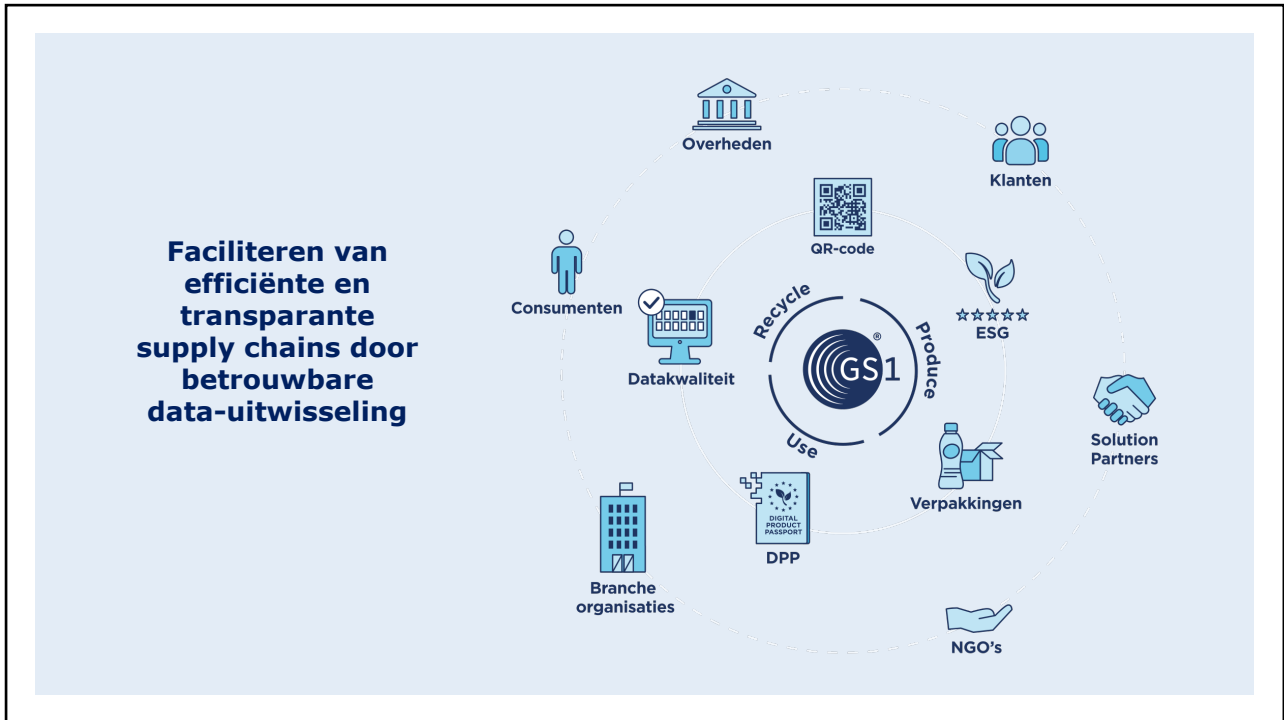 Faciliteren van
efficiënte en
transparante
supply chains door
betrouwbare
data-uitwisseling
Overheden
Klanten
QR-code
Consumenten
ESG
Datakwaliteit
Recycle
Produce
Use
GS1
®
Solution
Partners
Verpakkingen
DIGITAL
PRODUCT
PASSPORT
DPP
Branche
organisaties
NGO's